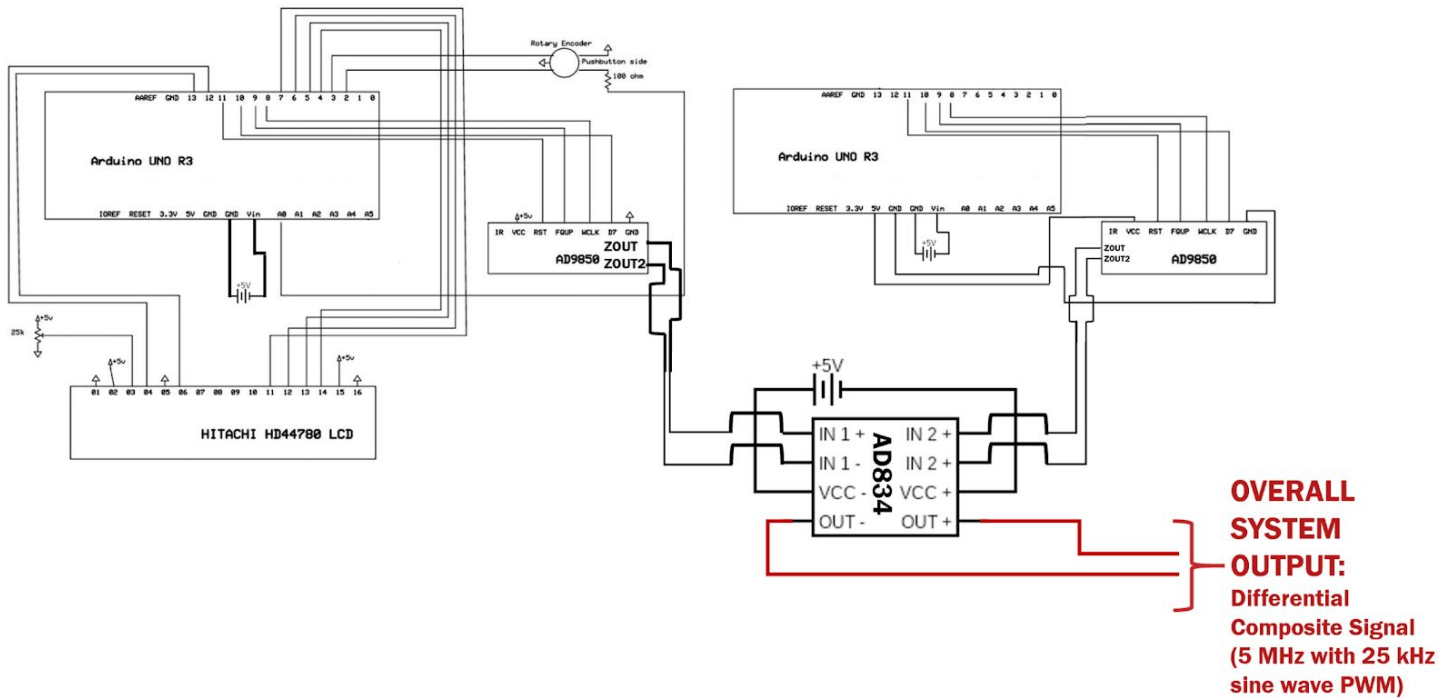 Rotary Encoder
Pushbutton side
100 ohm
AAREF GND 13 12 11 10 9 8 7 6 5 4 3 2 1 0
Arduino UNO R3
IOREF RESET 3.3V 5V GND GND Vin A0 A1 A2 A3 A4 A5
+5V
+5v
IR VCC RST FQUP WCLK D7 GND
ZOUT
AD9850
ZOUT2
AAREF GND 13 12 11 10 9 8 7 6 5 4 3 2 1 0
Arduino UNO R3
IOREF RESET 3.3V 5V GND GND Vin A0 A1 A2 A3 A4 A5
+5V
IR VCC RST FQUP WCLK D7 GND
ZOUT
ZOUT2
AD9850
+5v
25k
+5v
+5v
01 02 03 04 05 06 07 08 09 10 11 12 13 14 15 16
HITACHI HD44780 LCD
+5V
IN 1 +
IN 1 -
VCC -
OUT -
AD834
IN 2 +
IN 2 +
VCC +
OUT +
OVERALL
SYSTEM
OUTPUT:
Differential
Composite Signal
(5 MHz with 25 kHz
sine wave PWM)